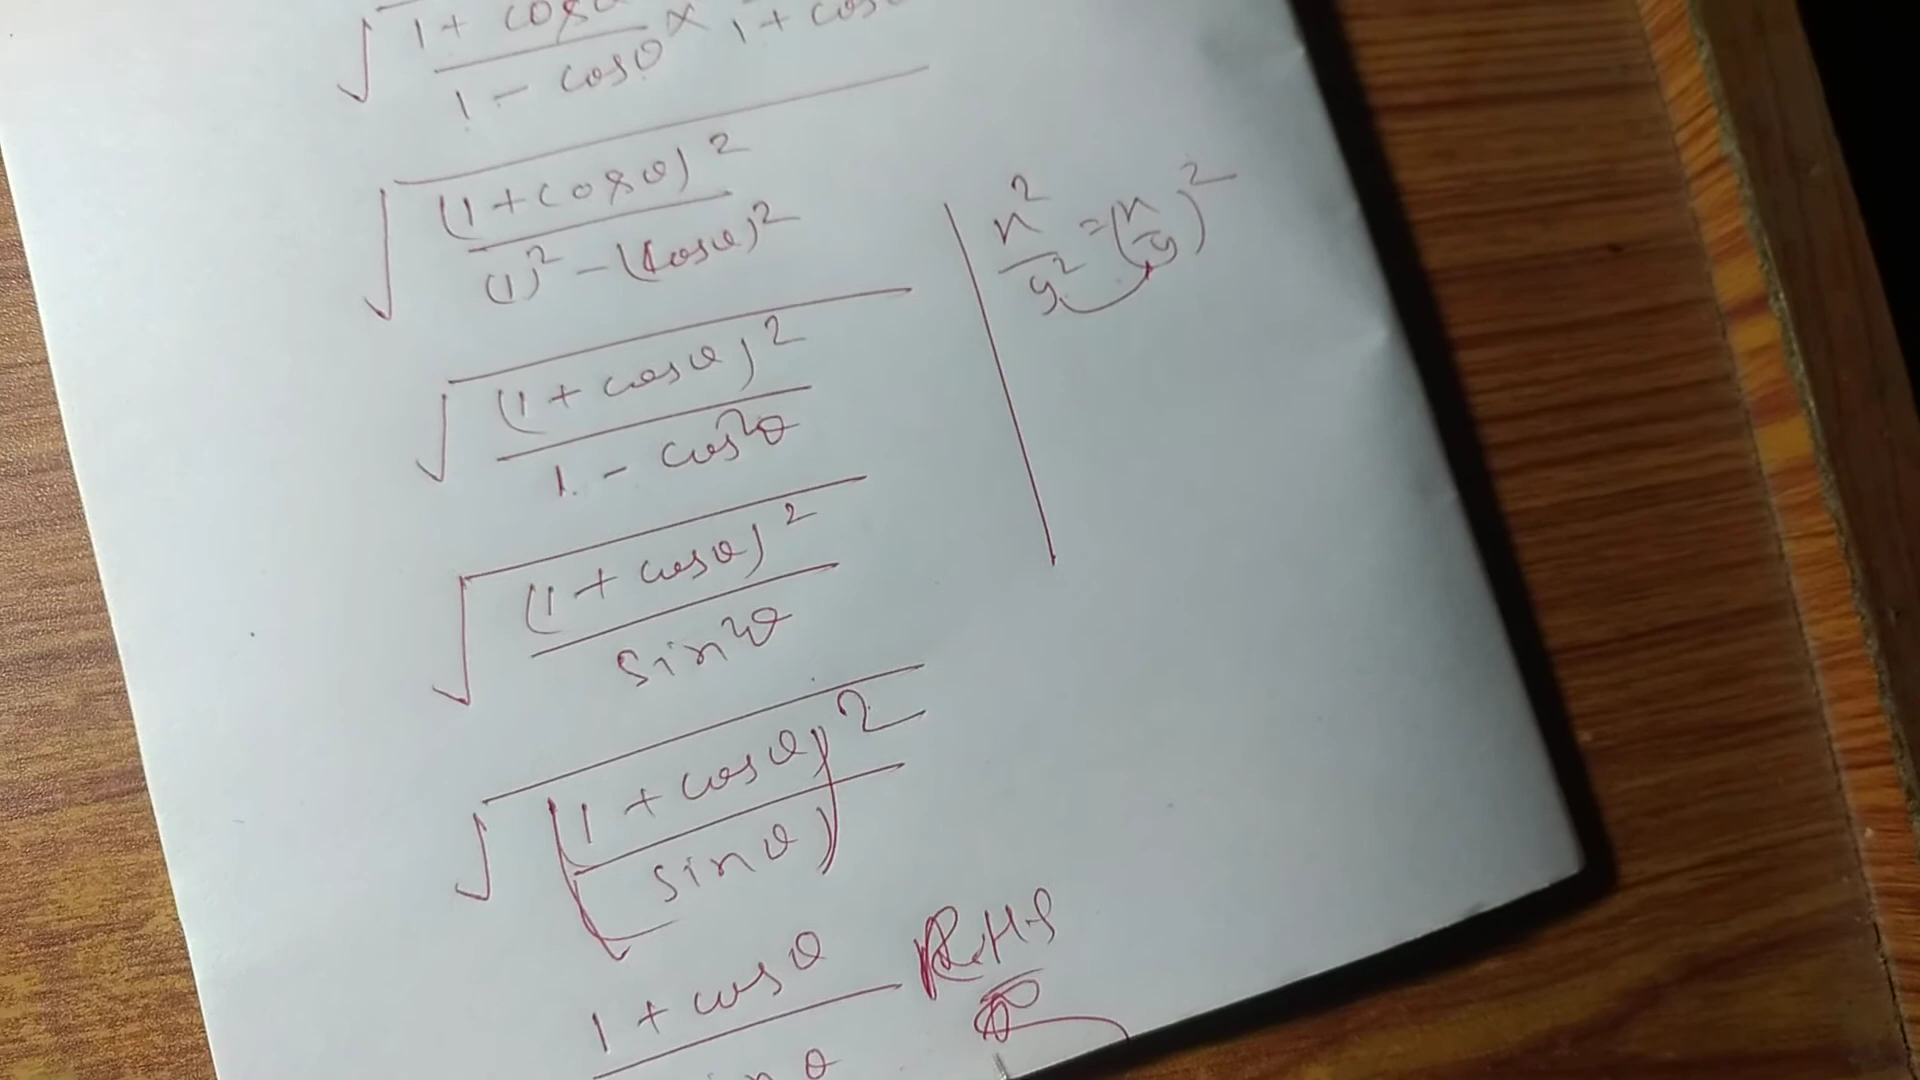 √ 1 + cosθ / 1 - cosθ × 1 + cos
√ (1 + cosθ)² / (1)² - (cosθ)²
x² / y² = (x / y)²
√ (1 + cosθ)² / 1 - cos²θ
√ (1 + cosθ)² / sin²θ
√ (1 + cosθ / sinθ)²
1 + cosθ RHS
θ